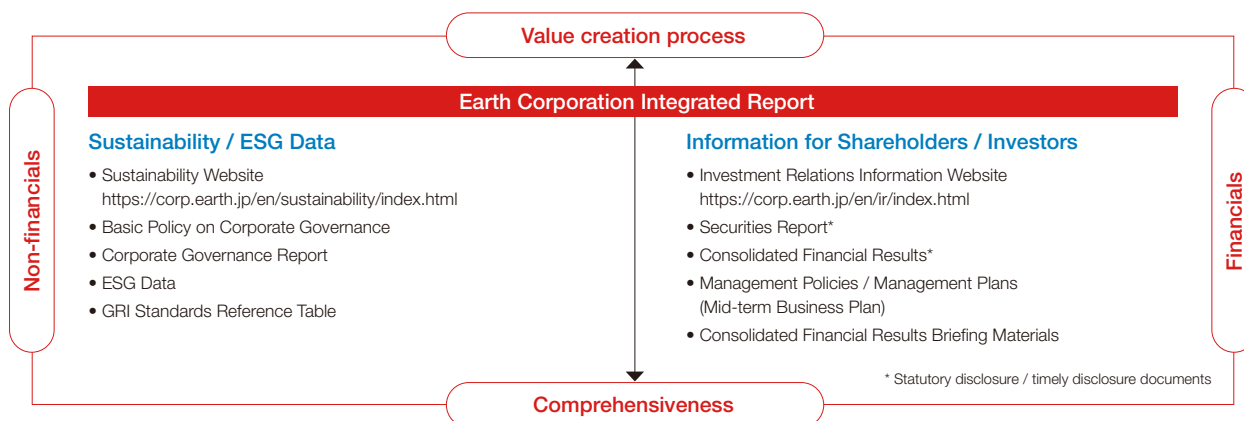 Value creation process
Earth Corporation Integrated Report
Non-financials
Sustainability / ESG Data
• Sustainability Website
https://corp.earth.jp/en/sustainability/index.html
• Basic Policy on Corporate Governance
• Corporate Governance Report
• ESG Data
• GRI Standards Reference Table
Information for Shareholders / Investors
• Investment Relations Information Website
https://corp.earth.jp/en/ir/index.html
• Securities Report*
• Consolidated Financial Results*
• Management Policies / Management Plans
(Mid-term Business Plan)
• Consolidated Financial Results Briefing Materials
* Statutory disclosure / timely disclosure documents
Financials
Comprehensiveness